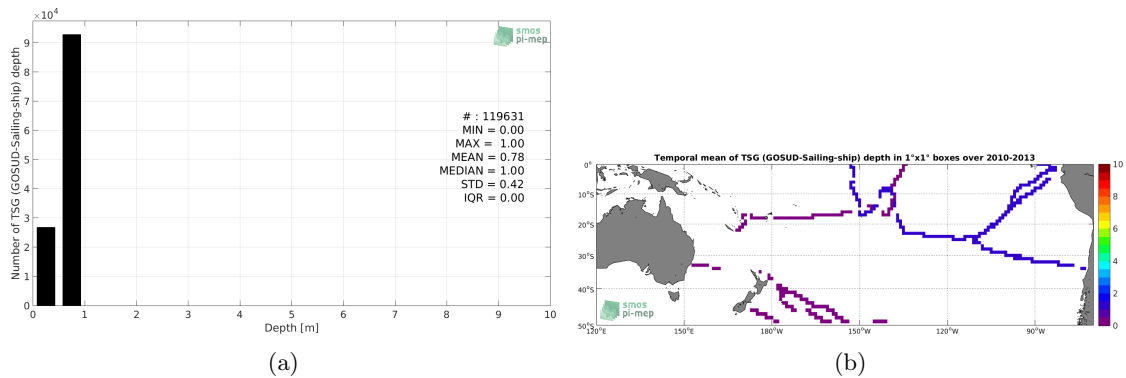 ×10⁴
smos
pi-mep
9
8
7
6
5
4
3
2
1
0
Number of TSG (GOSUD-Sailing-ship) depth
# : 119631
MIN = 0.00
MAX = 1.00
MEAN = 0.78
MEDIAN = 1.00
STD = 0.42
IQR = 0.00
0 1 2 3 4 5 6 7 8 9 10
Depth [m]
(a)
Temporal mean of TSG (GOSUD-Sailing-ship) depth in 1°x1° boxes over 2010-2013
0°
10°S
20°S
30°S
40°S
50°S
120°E 150°E 180°W 150°W 120°W 90°W
smos
pi-mep
10
8
6
4
2
0
(b)